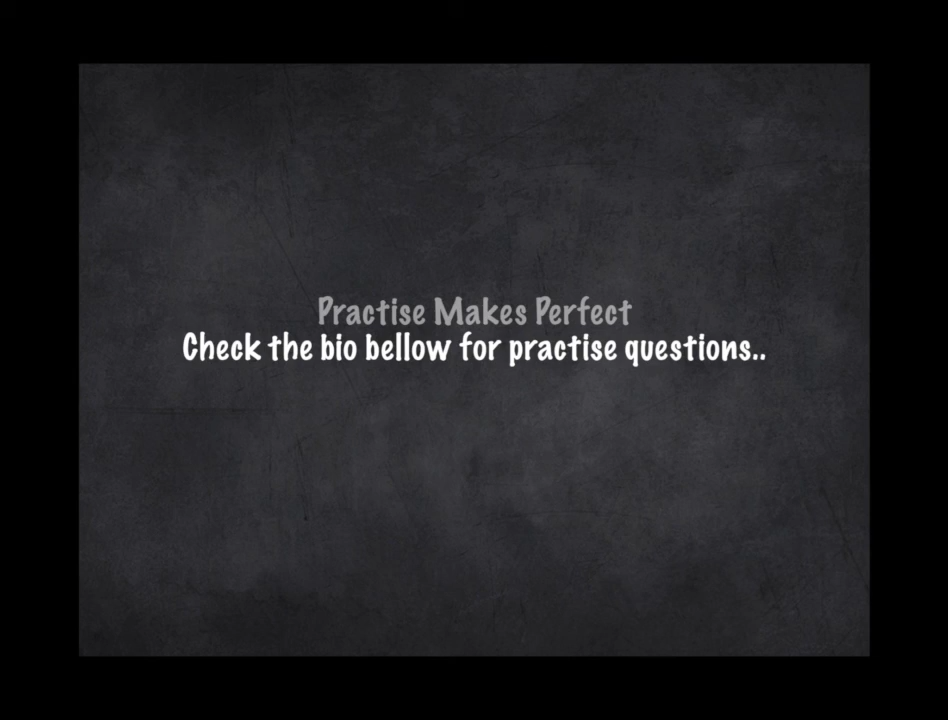 Practise Makes Perfect
Check the bio bellow for practise questions..